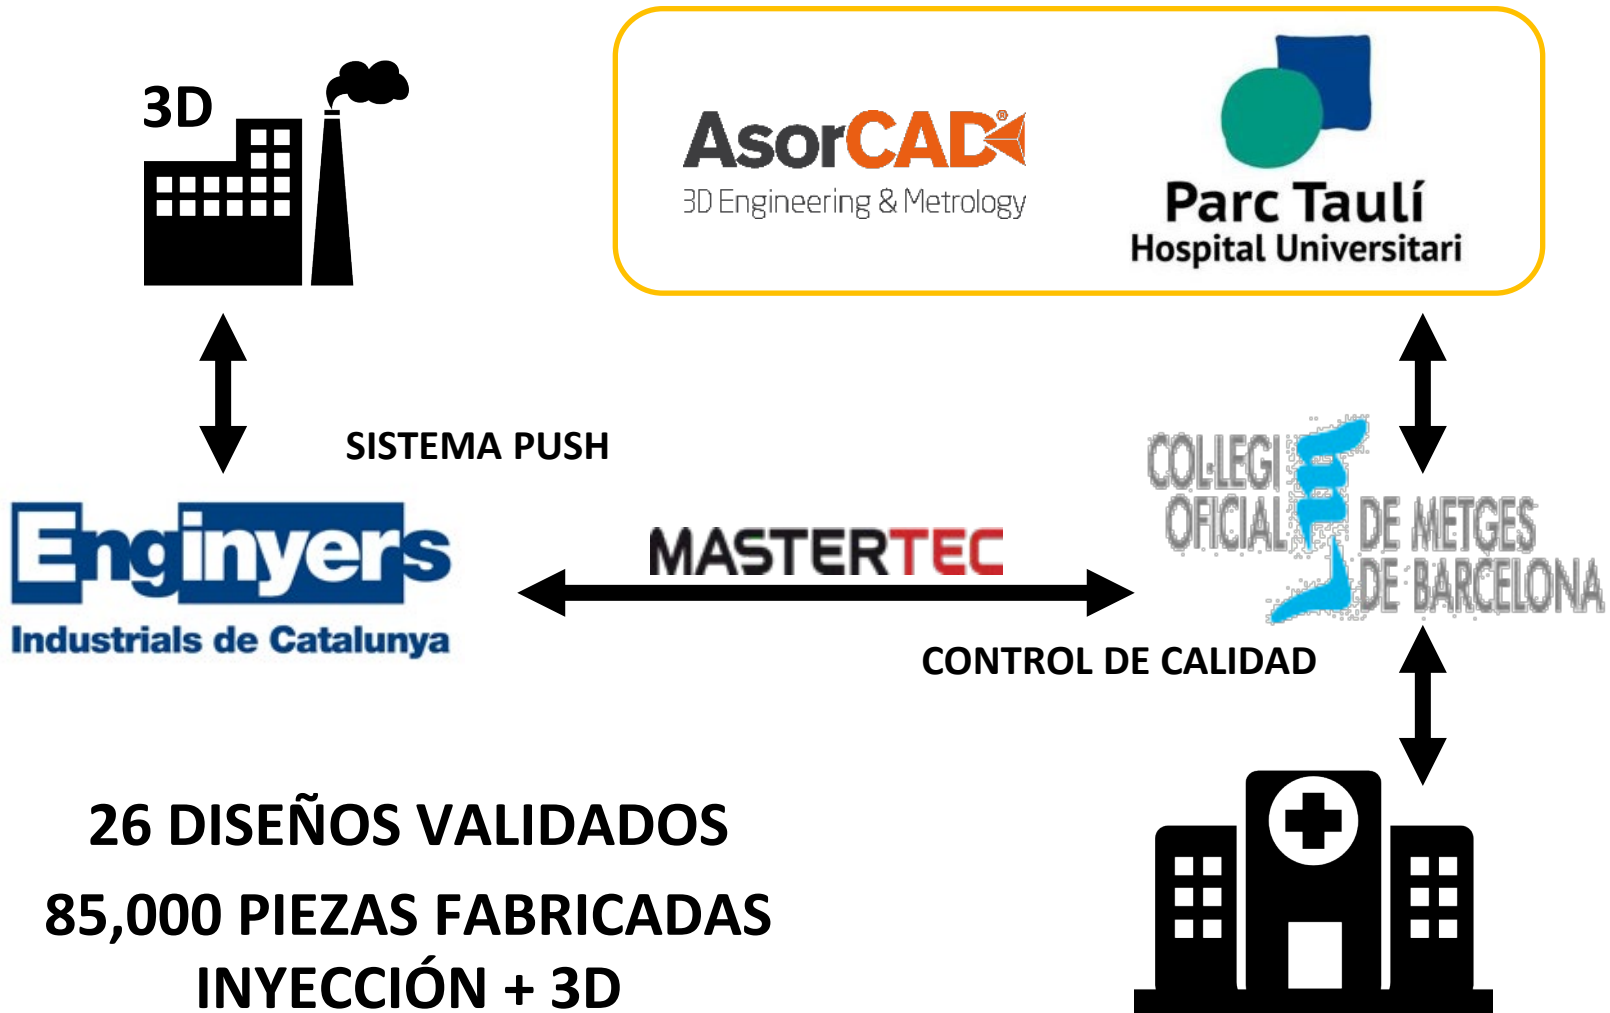 3D
AsorCAD®
3D Engineering & Metrology
Parc Taulí
Hospital Universitari
SISTEMA PUSH
Enginyers
Industrials de Catalunya
MASTERTEC
COL·LEGI
OFICIAL DE METGES
DE BARCELONA
CONTROL DE CALIDAD
26 DISEÑOS VALIDADOS
85,000 PIEZAS FABRICADAS
INYECCIÓN + 3D